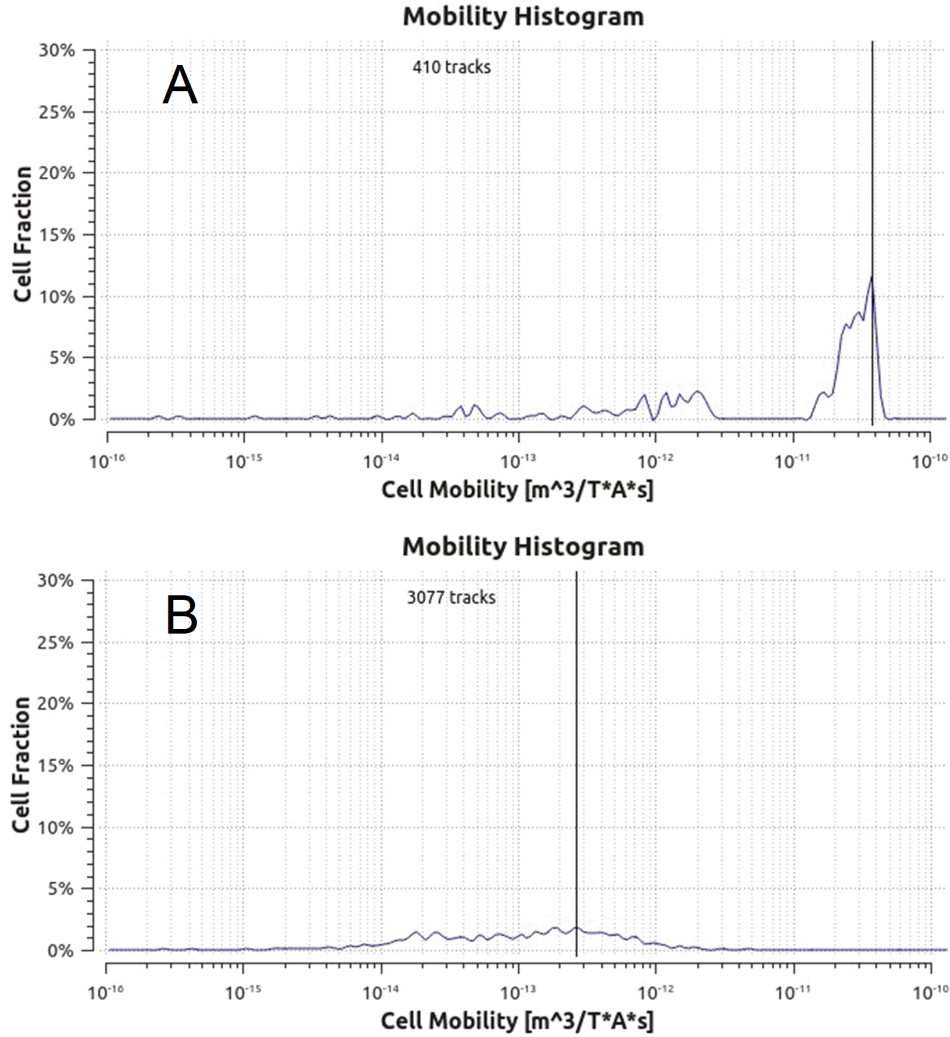 Mobility Histogram
A
410 tracks
30%
25%
20%
15%
10%
5%
0%
Cell Fraction
10-16 10-15 10-14 10-13 10-12 10-11 10-10
Cell Mobility [m^3/T*A*s]
Mobility Histogram
B
3077 tracks
30%
25%
20%
15%
10%
5%
0%
Cell Fraction
10-16 10-15 10-14 10-13 10-12 10-11 10-10
Cell Mobility [m^3/T*A*s]